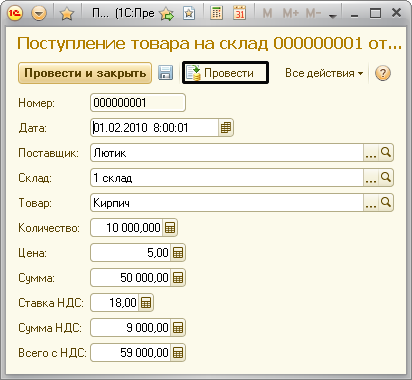 П... (1С:Пре... M M+ M-
Поступление товара на склад 000000001 от...
Провести и закрыть Провести Все действия ?
Номер: 000000001
Дата: 01.02.2010 8:00:01
Поставщик: Лютик ...
Склад: 1 склад ...
Товар: Кирпич ...
Количество: 10 000,000
Цена: 5,00
Сумма: 50 000,00
Ставка НДС: 18,00
Сумма НДС: 9 000,00
Всего с НДС: 59 000,00